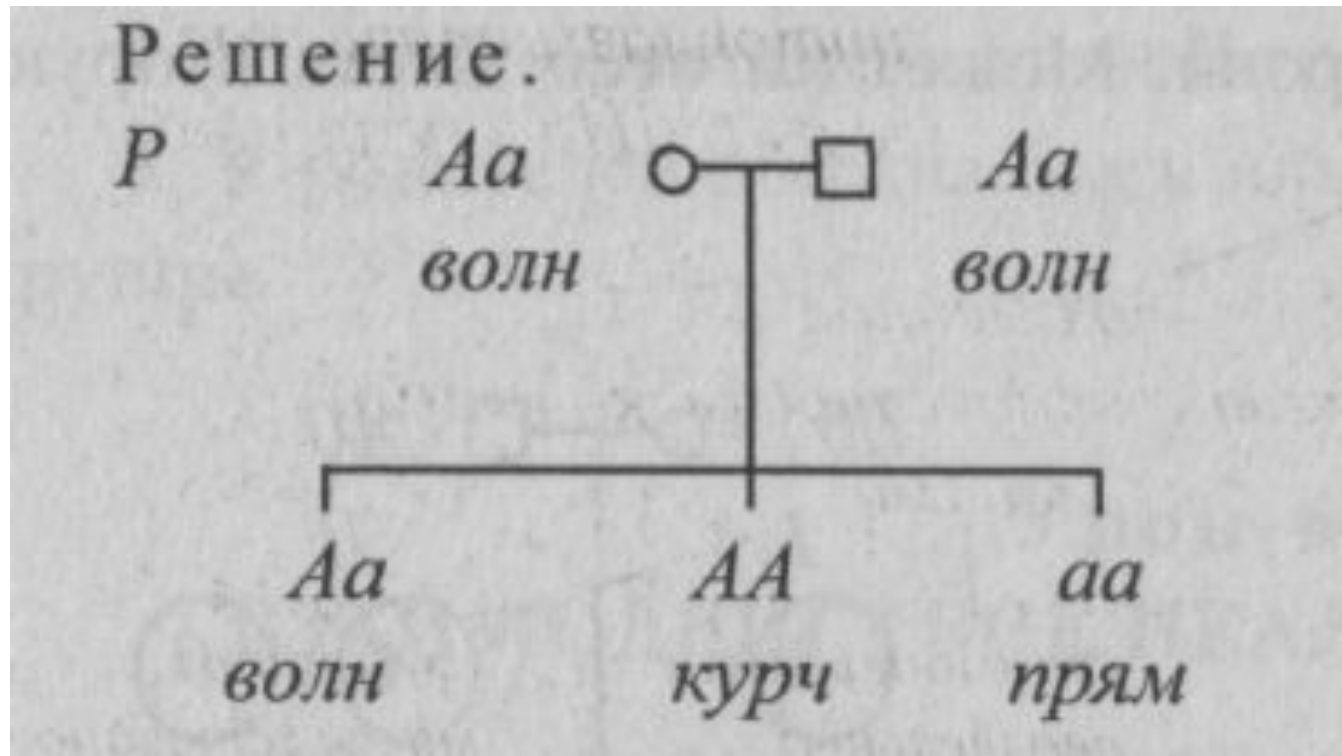 Решение.
P Aa Aa
волн волн
Aa AA aa
волн курч прям